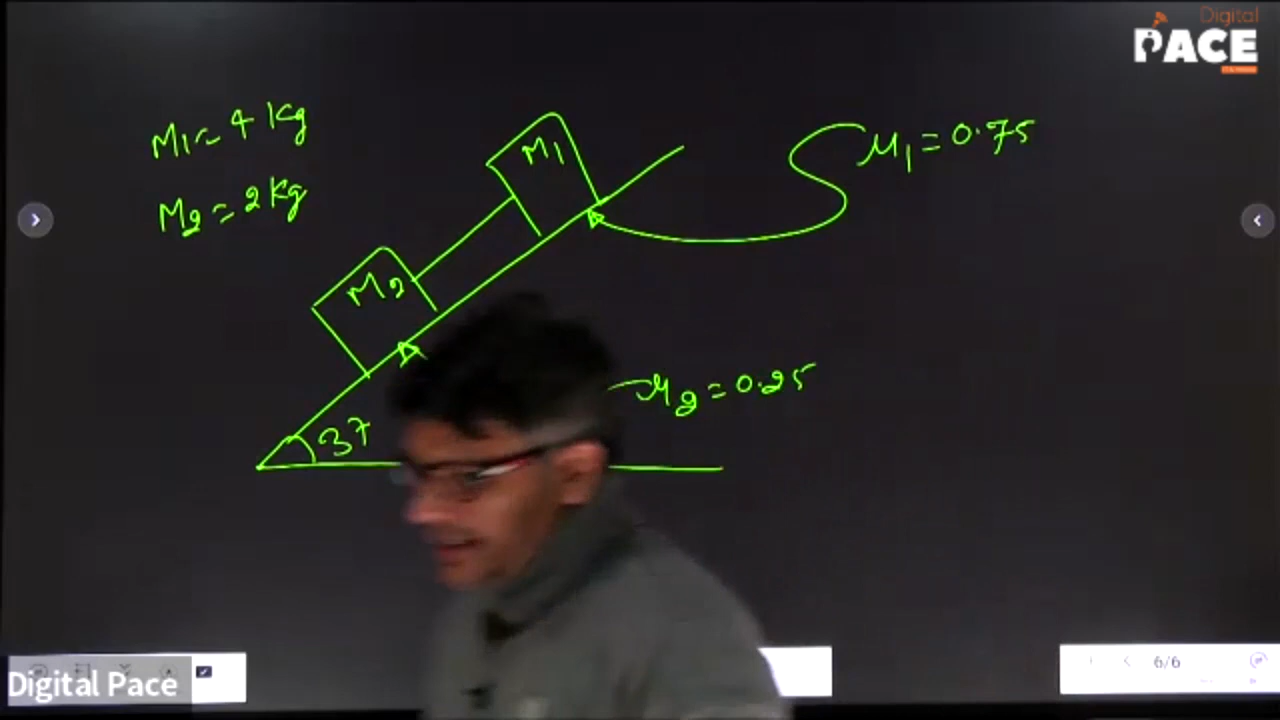 Digital
PACE
M1 = 4 Kg
M2 = 2 Kg
M1
μ1 = 0.75
M2
μ2 = 0.25
37
6/6
Digital Pace